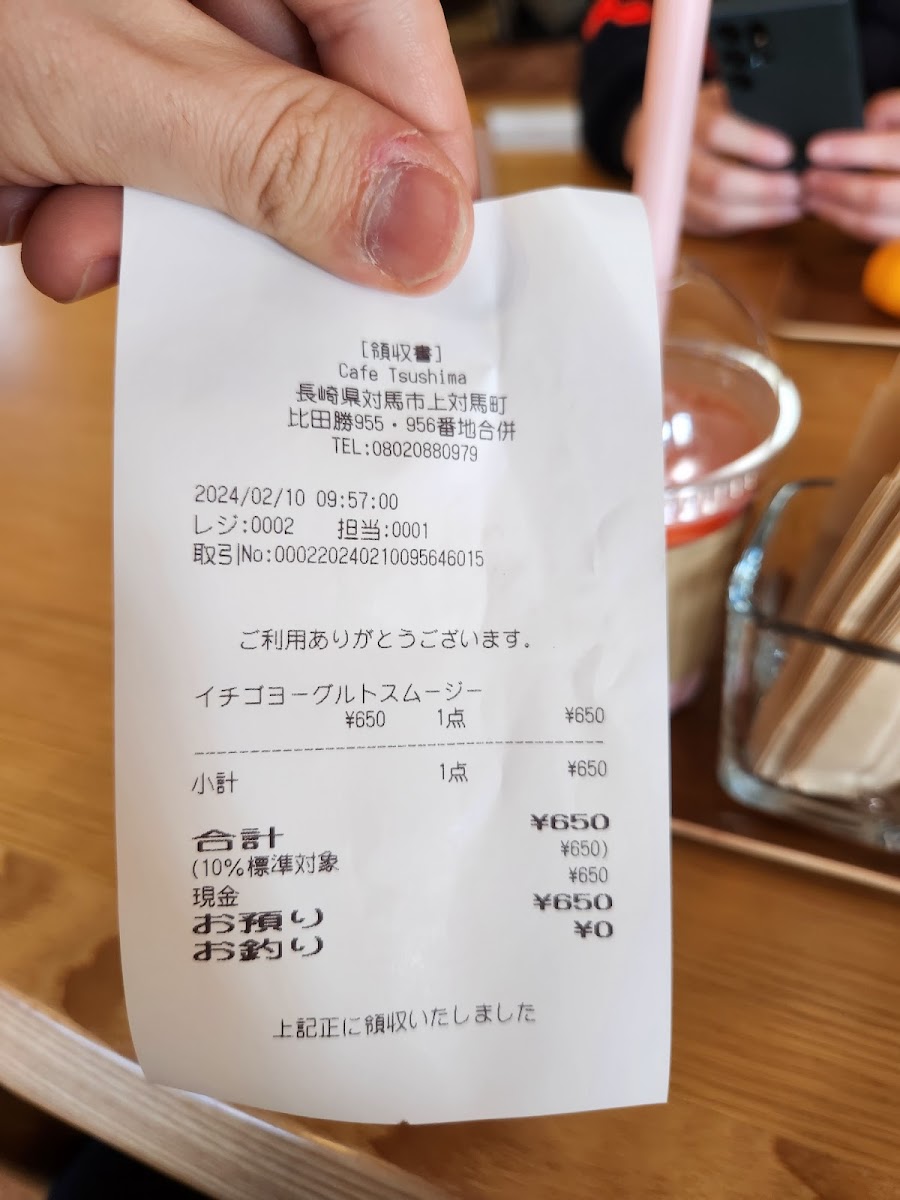 [領収書]
Cafe Tsushima
長崎県対馬市上対馬町
比田勝955・956番地合併
TEL:08020880979
2024/02/10 09:57:00
レジ:0002 担当:0001
取引No:000220240210095646015
ご利用ありがとうございます。
イチゴヨーグルトスムージー
¥650 1点 ¥650
小計 1点 ¥650
合計 ¥650
(10%標準対象 ¥650)
現金 ¥650
お預り ¥650
お釣り ¥0
上記正に領収いたしました